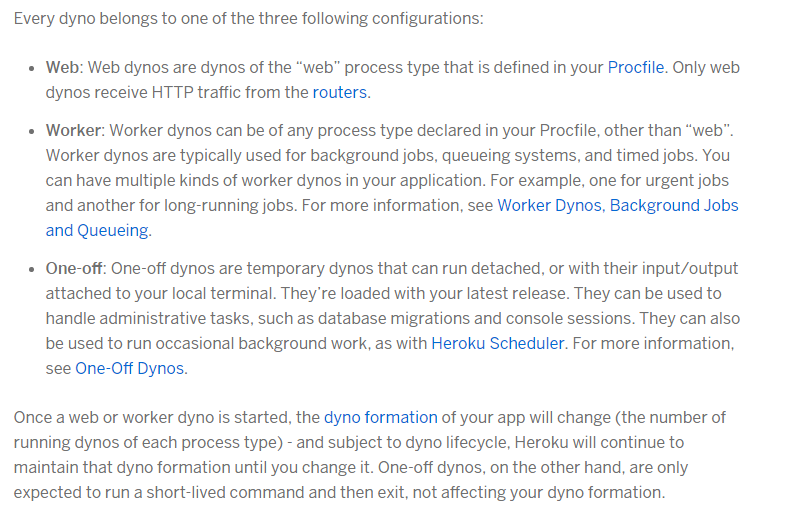 Every dyno belongs to one of the three following configurations:
• Web: Web dynos are dynos of the “web” process type that is defined in your Procfile. Only web
dynos receive HTTP traffic from the routers.
• Worker: Worker dynos can be of any process type declared in your Procfile, other than “web”.
Worker dynos are typically used for background jobs, queueing systems, and timed jobs. You
can have multiple kinds of worker dynos in your application. For example, one for urgent jobs
and another for long-running jobs. For more information, see Worker Dynos, Background Jobs
and Queueing.
• One-off: One-off dynos are temporary dynos that can run detached, or with their input/output
attached to your local terminal. They’re loaded with your latest release. They can be used to
handle administrative tasks, such as database migrations and console sessions. They can also
be used to run occasional background work, as with Heroku Scheduler. For more information,
see One-Off Dynos.
Once a web or worker dyno is started, the dyno formation of your app will change (the number of
running dynos of each process type) - and subject to dyno lifecycle, Heroku will continue to
maintain that dyno formation until you change it. One-off dynos, on the other hand, are only
expected to run a short-lived command and then exit, not affecting your dyno formation.